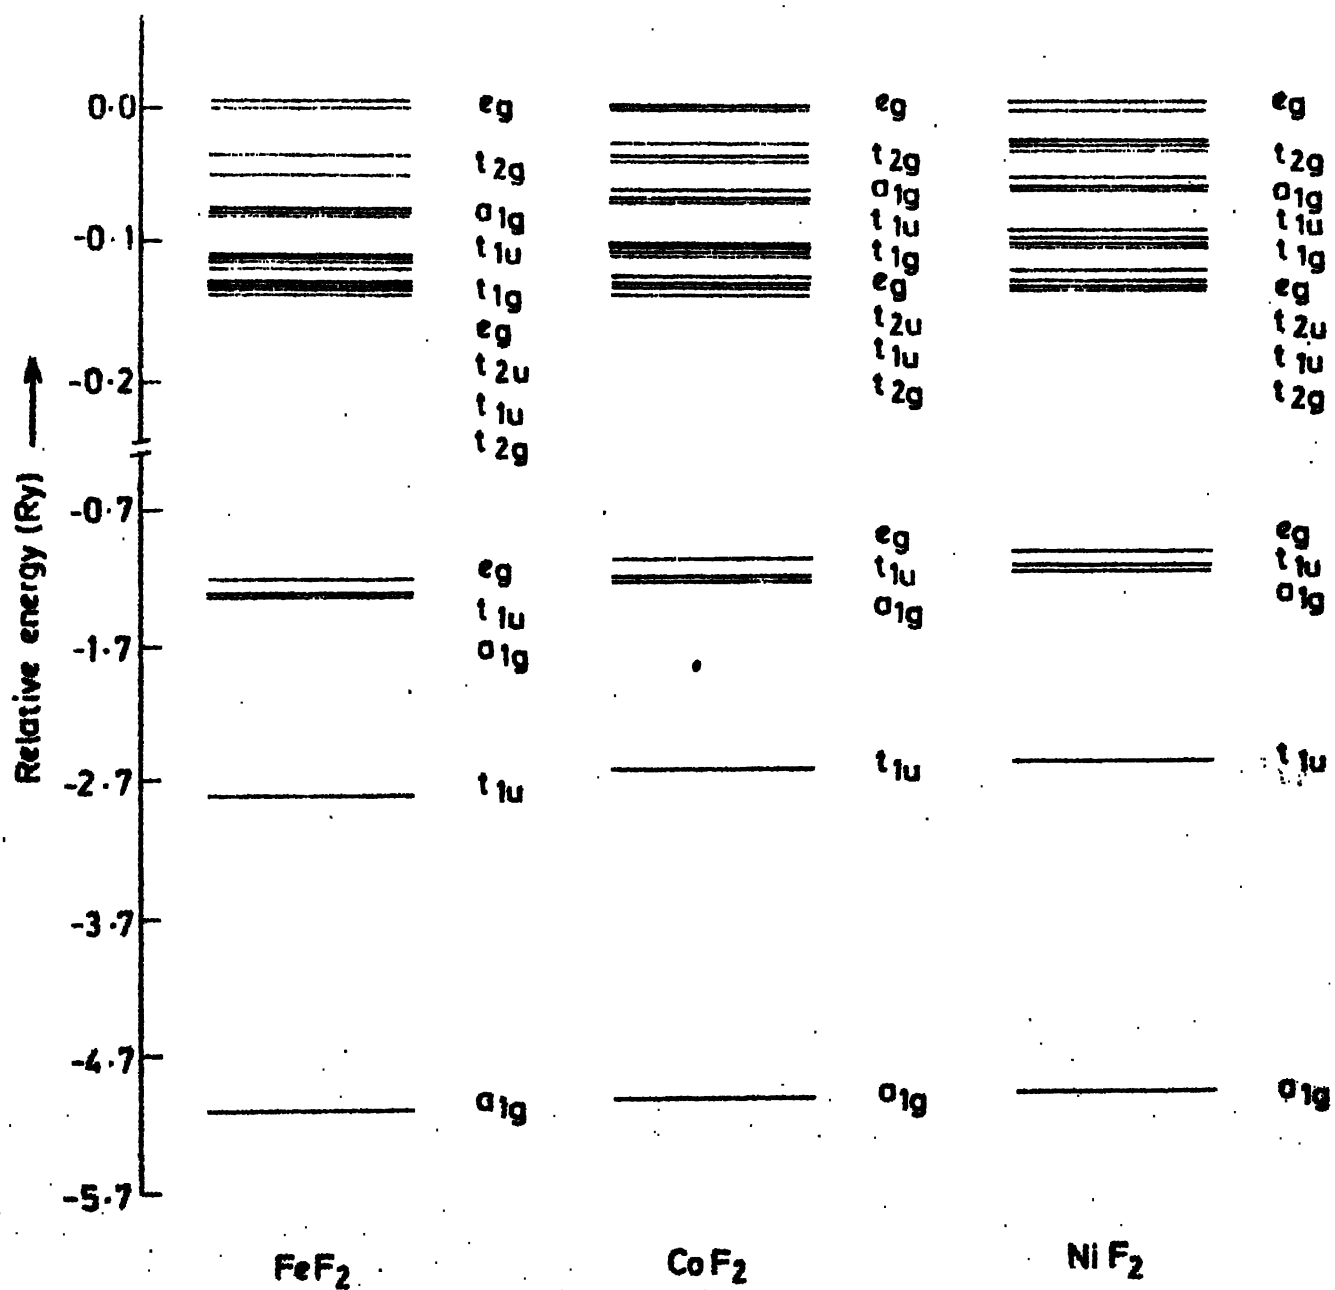 0.0
-0.1
-0.2
-0.7
-1.7
-2.7
-3.7
-4.7
-5.7
Relative energy (Ry)
eg
t2g
a1g
t1u
t1g
eg
t2u
t1u
t2g
eg
t1u
a1g
t1u
a1g
FeF2
eg
t2g
a1g
t1u
t1g
eg
t2u
t1u
t2g
eg
t1u
a1g
t1u
a1g
CoF2
eg
t2g
a1g
t1u
t1g
eg
t2u
t1u
t2g
eg
t1u
a1g
t1u
a1g
NiF2